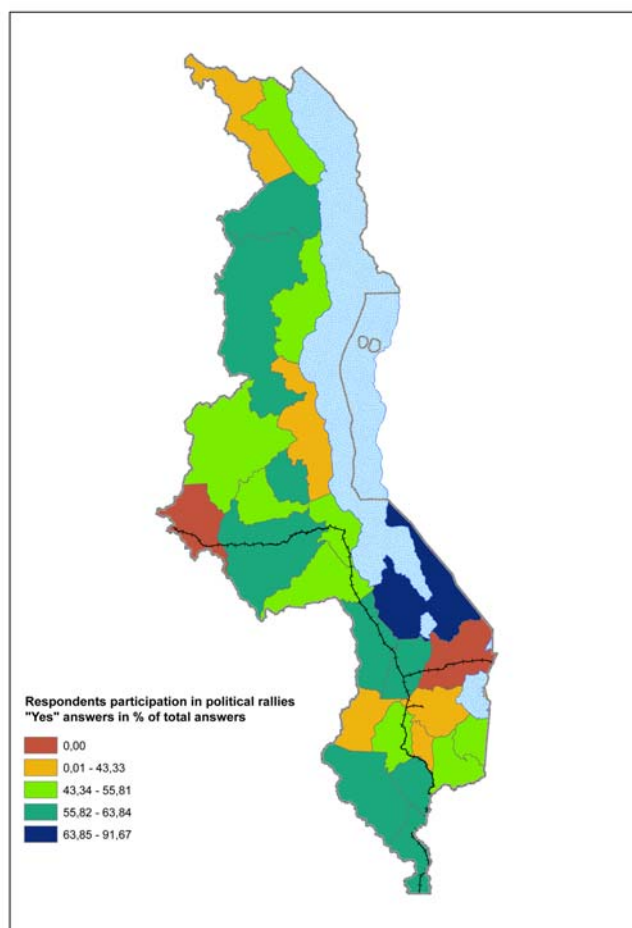 Respondents participation in political rallies
"Yes" answers in % of total answers
0,00
0,01 - 43,33
43,34 - 55,81
55,82 - 63,84
63,85 - 91,67